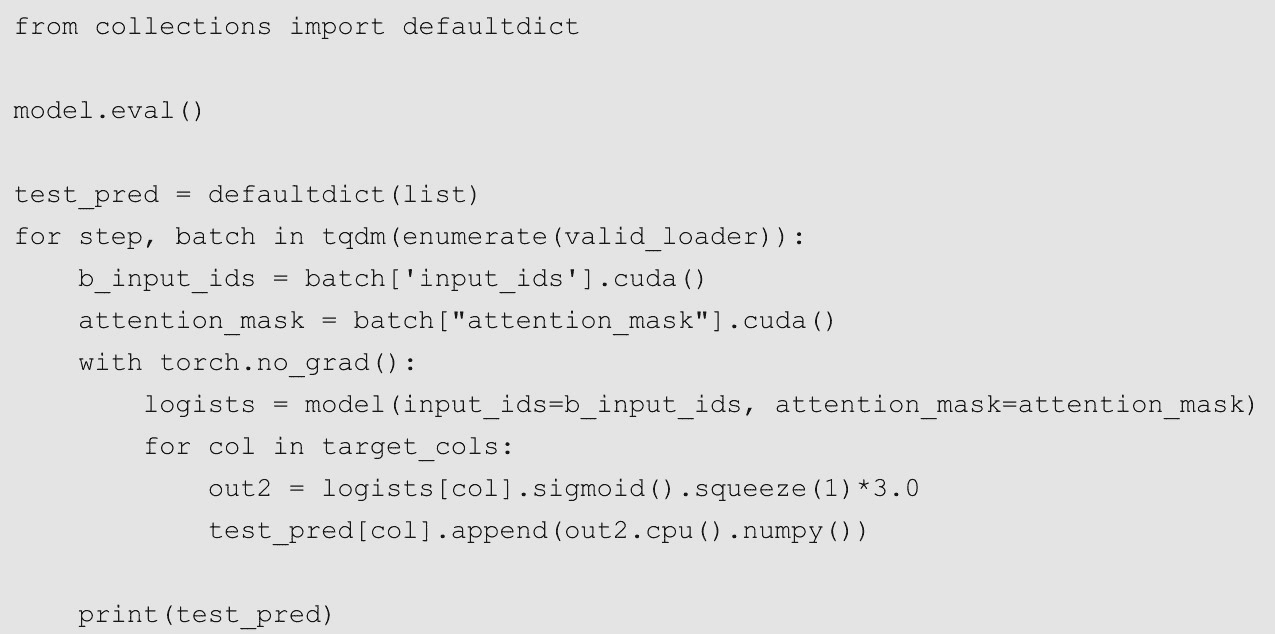 from collections import defaultdict
model.eval()
test_pred = defaultdict(list)
for step, batch in tqdm(enumerate(valid_loader)):
    b_input_ids = batch['input_ids'].cuda()
    attention_mask = batch["attention_mask"].cuda()
    with torch.no_grad():
        logists = model(input_ids=b_input_ids, attention_mask=attention_mask)
        for col in target_cols:
            out2 = logists[col].sigmoid().squeeze(1)*3.0
            test_pred[col].append(out2.cpu().numpy())
    print(test_pred)